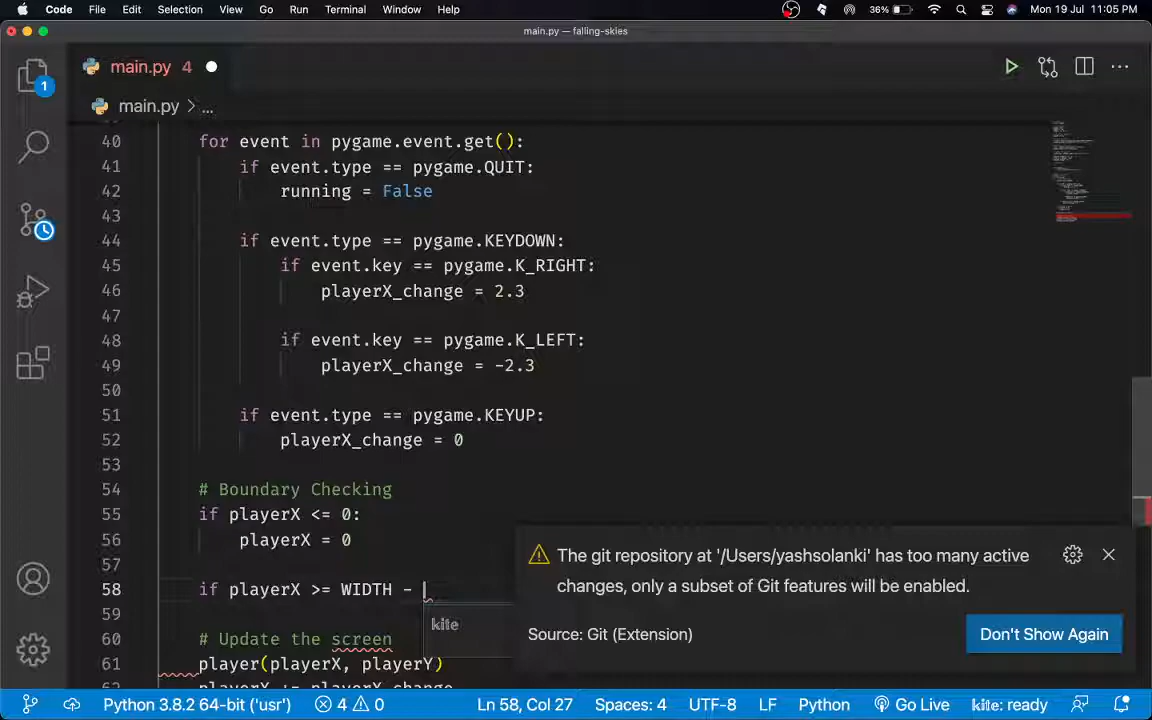 Code File Edit Selection View Go Run Terminal Window Help 36% Mon 19 Jul 11:05 PM
main.py — falling-skies
1 main.py 4
main.py > ...
40 for event in pygame.event.get():
41 if event.type == pygame.QUIT:
42 running = False
43
44 if event.type == pygame.KEYDOWN:
45 if event.key == pygame.K_RIGHT:
46 playerX_change = 2.3
47
48 if event.key == pygame.K_LEFT:
49 playerX_change = -2.3
50
51 if event.type == pygame.KEYUP:
52 playerX_change = 0
53
54 # Boundary Checking
55 if playerX <= 0:
56 playerX = 0
57
58 if playerX >= WIDTH -
59
kite
60 # Update the screen
61 player(playerX, playerY)
62 playerX += playerX_change
The git repository at '/Users/yashsolanki' has too many active
changes, only a subset of Git features will be enabled.
Source: Git (Extension) Don't Show Again
Python 3.8.2 64-bit ('usr') 4 0 Ln 58, Col 27 Spaces: 4 UTF-8 LF Python Go Live kite: ready